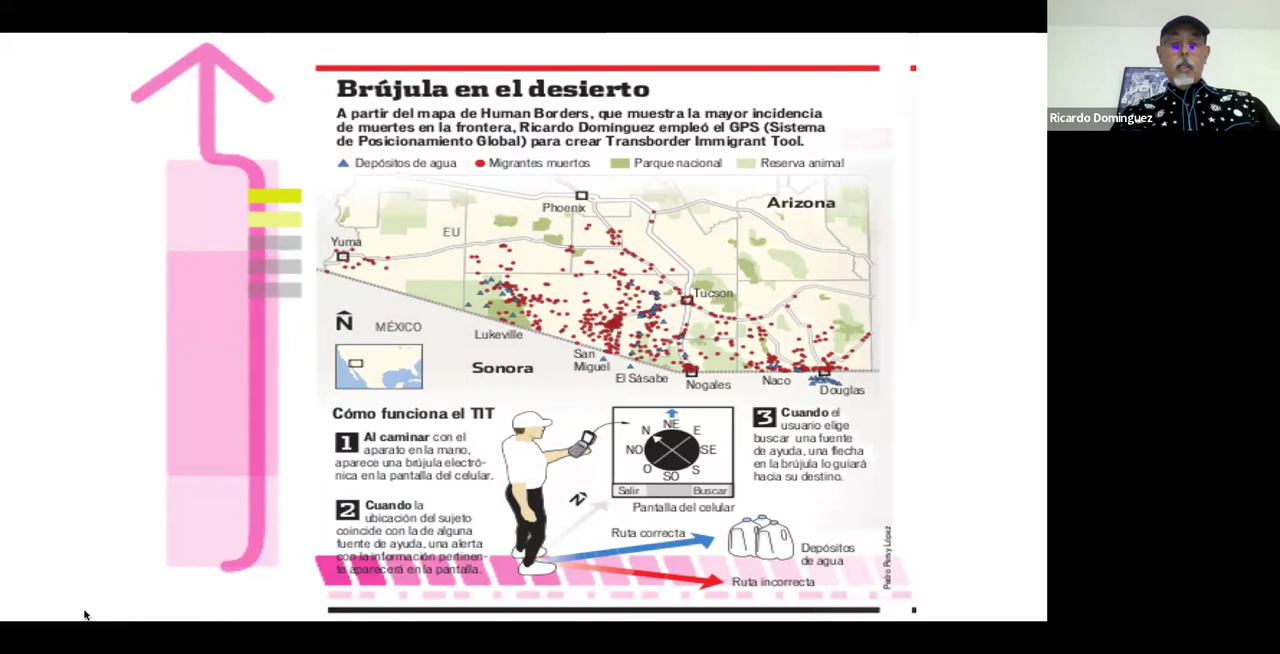 Brújula en el desierto
A partir del mapa de Human Borders, que muestra la mayor incidencia
de muertes en la frontera, Ricardo Domínguez empleó el GPS (Sistema
de Posicionamiento Global) para crear Transborder Immigrant Tool.
Depósitos de agua
Migrantes muertos
Parque nacional
Reserva animal
Arizona
Phoenix
EU
Yuma
Tucson
N
MÉXICO
Lukeville
Sonora
San
Miguel
El Sásabe
Nogales
Naco
Douglas
Cómo funciona el TIT
1 Al caminar con el
aparato en la mano,
aparece una brújula electró-
nica en la pantalla del celular.
2 Cuando la
ubicación del sujeto
coincide con la de alguna
fuente de ayuda, una alerta
con la información pertinen-
te aparecerá en la pantalla.
N
NE
N E
NO SE
O S
SO
Salir Buscar
Pantalla del celular
3 Cuando el
usuario elige
buscar una fuente
de ayuda, una flecha
en la brújula lo guiará
hacia su destino.
Ruta correcta
Depósitos
de agua
Ruta incorrecta
Ricardo Dominguez